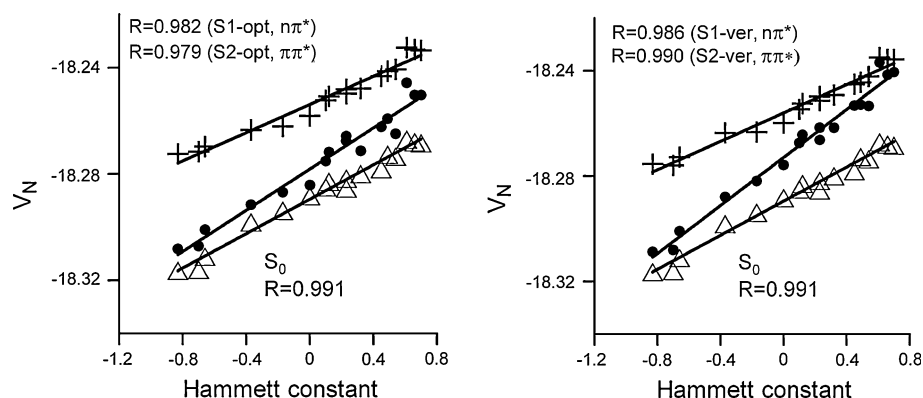 R=0.982 (S1-opt, nπ*)
R=0.979 (S2-opt, ππ*)
-18.24
-18.28
-18.32
V_N
S₀
R=0.991
-1.2 -0.8 -0.4 0 0.4 0.8
Hammett constant
R=0.986 (S1-ver, nπ*)
R=0.990 (S2-ver, ππ*)
-18.24
-18.28
-18.32
V_N
S₀
R=0.991
-1.2 -0.8 -0.4 0 0.4 0.8
Hammett constant